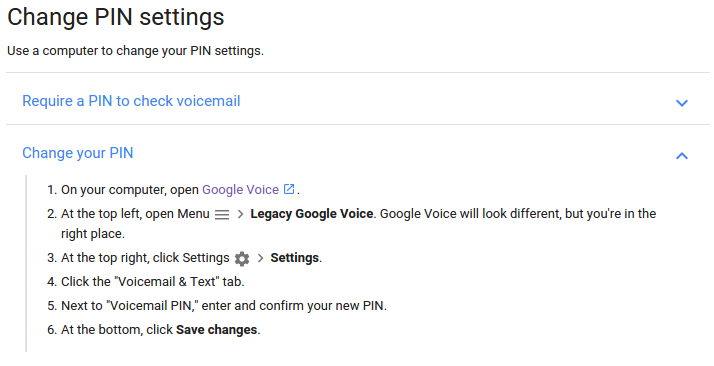 Change PIN settings
Use a computer to change your PIN settings.
Require a PIN to check voicemail
Change your PIN
1. On your computer, open Google Voice .
2. At the top left, open Menu > Legacy Google Voice. Google Voice will look different, but you're in the
right place.
3. At the top right, click Settings > Settings.
4. Click the "Voicemail & Text" tab.
5. Next to "Voicemail PIN," enter and confirm your new PIN.
6. At the bottom, click Save changes.